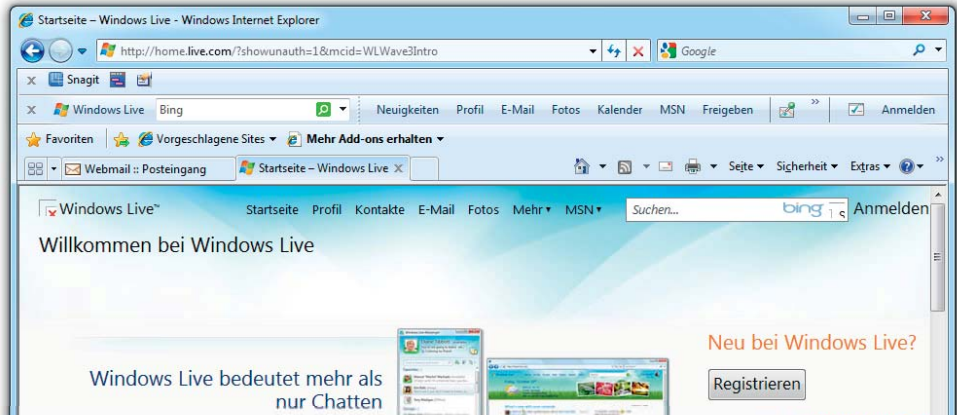 Startseite – Windows Live - Windows Internet Explorer
http://home.live.com/?showunauth=1&mcid=WLWave3Intro Google
x Snagit
x Windows Live Bing Neuigkeiten Profil E-Mail Fotos Kalender MSN Freigeben » Anmelden
Favoriten Vorgeschlagene Sites Mehr Add-ons erhalten
Webmail :: Posteingang Startseite – Windows Live X Seite Sicherheit Extras »
Windows Live™ Startseite Profil Kontakte E-Mail Fotos Mehr MSN Suchen... bing Anmelden
Willkommen bei Windows Live
Neu bei Windows Live?
Windows Live bedeutet mehr als
nur Chatten
Registrieren